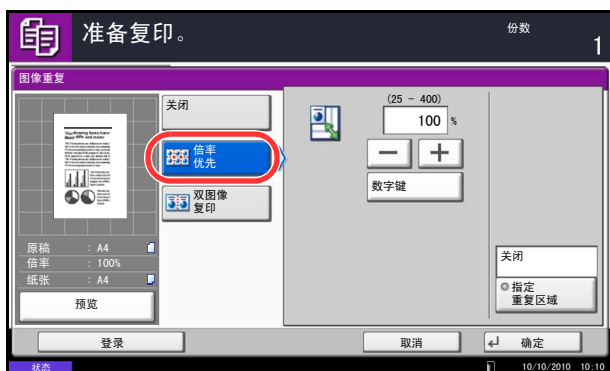 准备复印。
份数
1
图像重复
关闭
倍率
优先
双图像
复印
(25 - 400)
100 %
数字键
原稿 : A4
倍率 : 100%
纸张 : A4
预览
关闭
指定
重复区域
登录
取消
确定
状态
10/10/2010 10:10